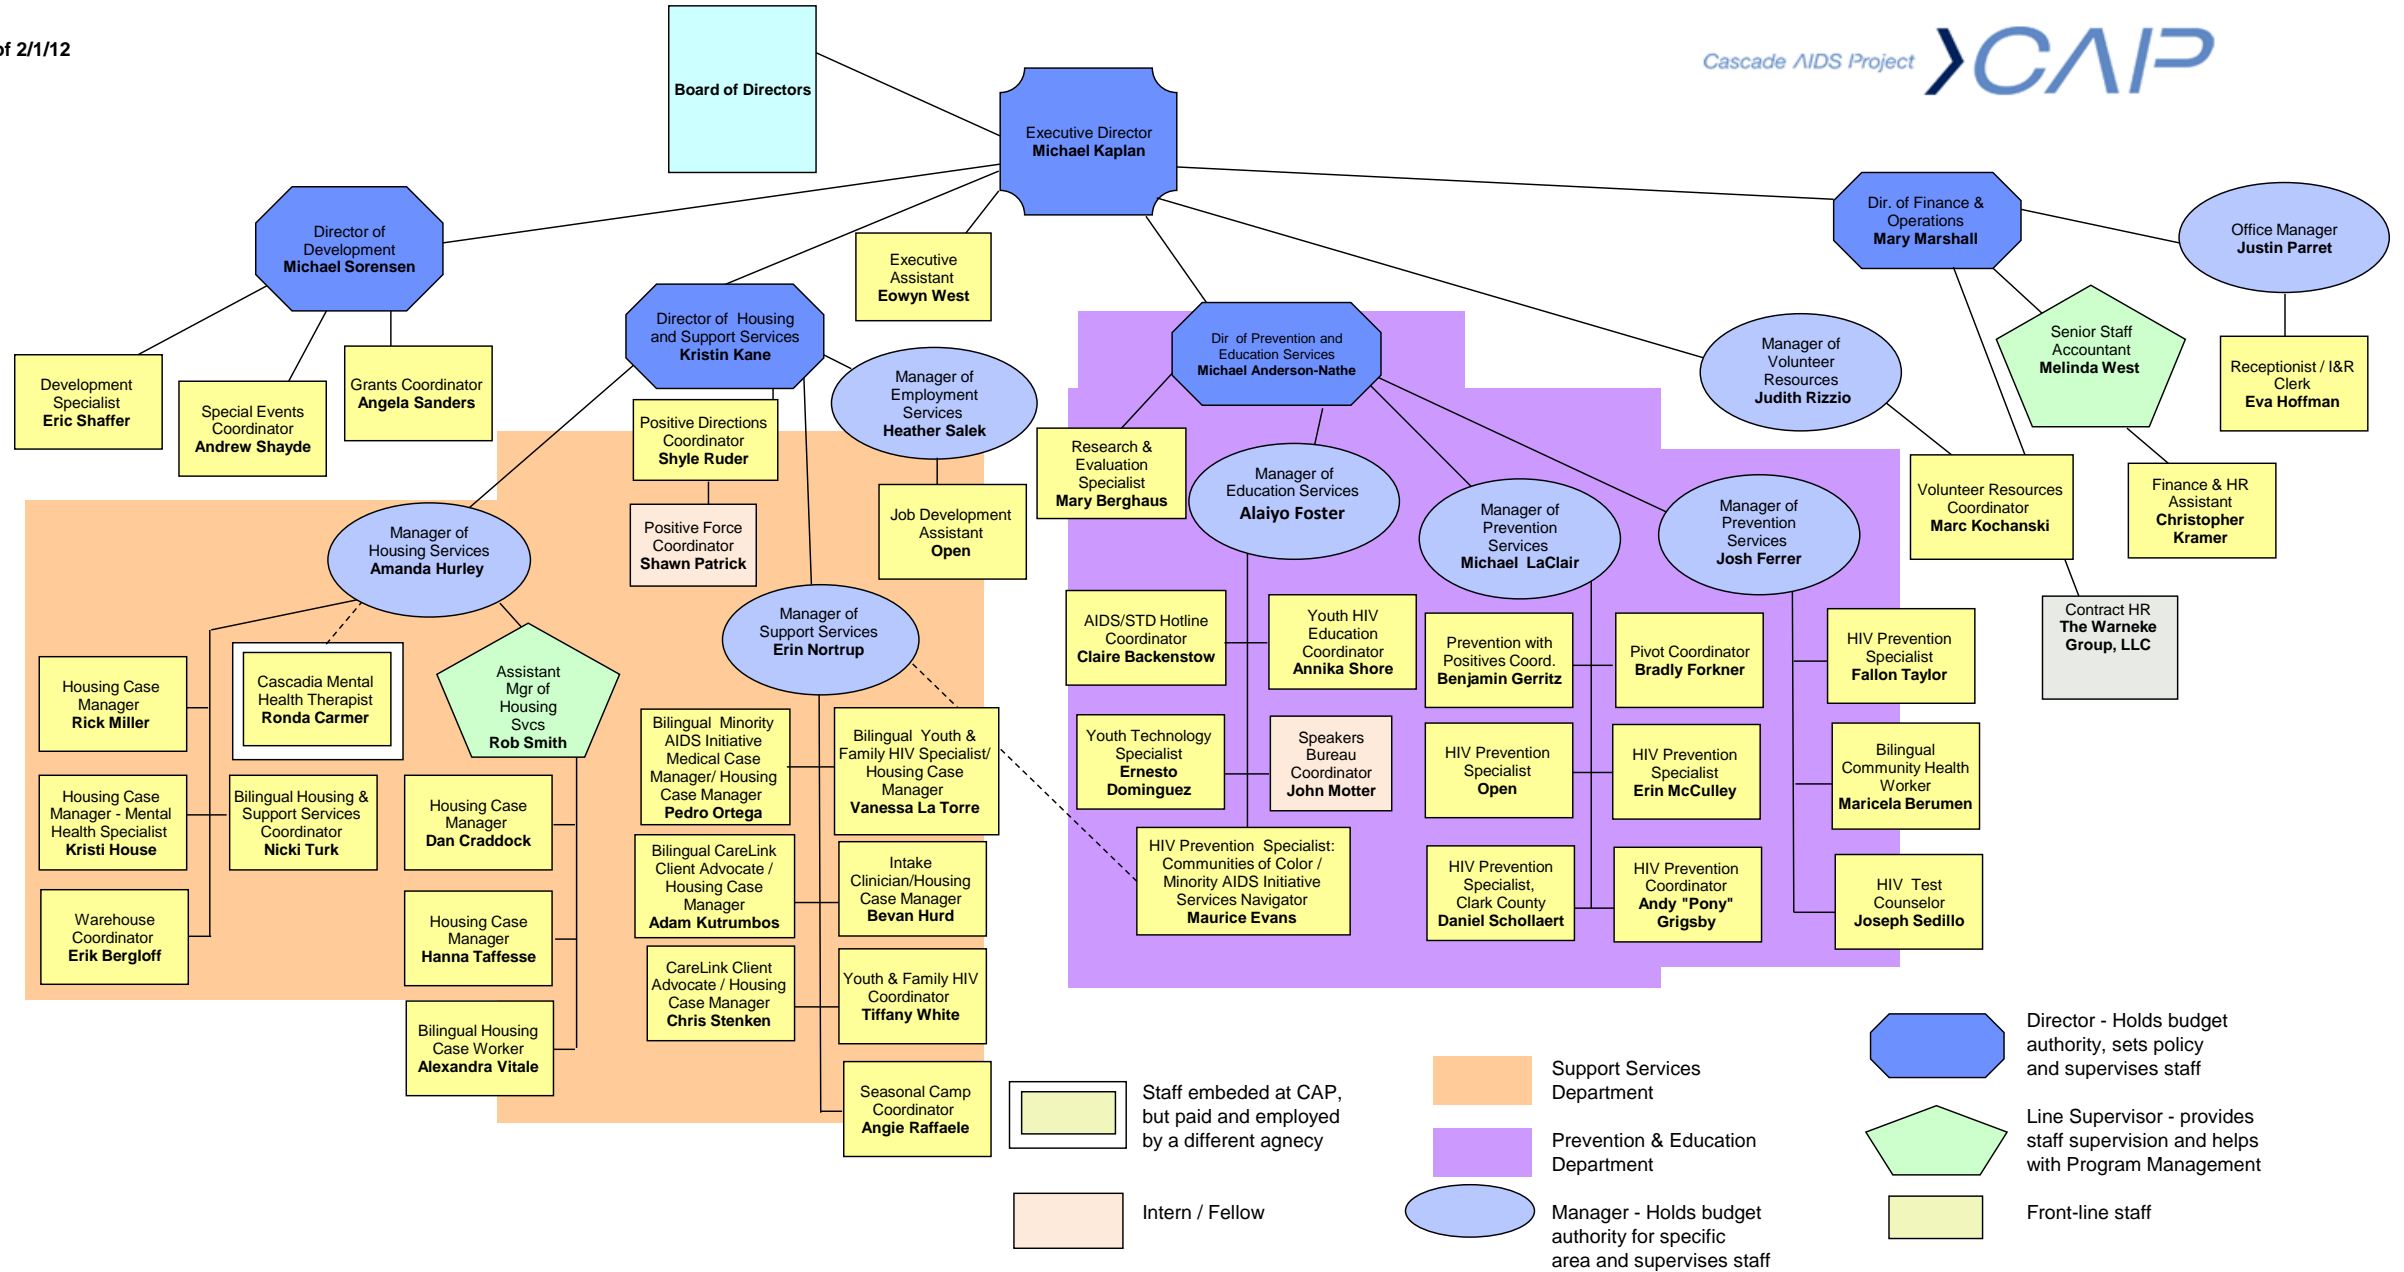 of 2/1/12
Cascade AIDS Project
CAP
Board of Directors
Executive Director
Michael Kaplan
Director of
Development
Michael Sorensen
Dir. of Finance &
Operations
Mary Marshall
Office Manager
Justin Parret
Executive
Assistant
Eowyn West
Director of  Housing
and Support Services
Kristin Kane
Dir  of Prevention and
Education Services
Michael Anderson-Nathe
Manager of
Volunteer
Resources
Judith Rizzio
Senior Staff
Accountant
Melinda West
Receptionist / I&R
Clerk
Eva Hoffman
Development
Specialist
Eric Shaffer
Special Events
Coordinator
Andrew Shayde
Grants Coordinator
Angela Sanders
Positive Directions
Coordinator
Shyle Ruder
Manager of
Employment
Services
Heather Salek
Research &
Evaluation
Specialist
Mary Berghaus
Manager of
Education Services
Alaiyo Foster
Manager of
Prevention
Services
Michael  LaClair
Manager of
Prevention
Services
Josh Ferrer
Volunteer Resources
Coordinator
Marc Kochanski
Finance & HR
Assistant
Christopher
Kramer
Manager of
Housing Services
Amanda Hurley
Positive Force
Coordinator
Shawn Patrick
Job Development
Assistant
Open
Manager of
Support Services
Erin Nortrup
Contract HR
The Warneke
Group, LLC
Housing Case
Manager
Rick Miller
Cascadia Mental
Health Therapist
Ronda Carmer
Assistant
Mgr of
Housing
Svcs
Rob Smith
Housing Case
Manager - Mental
Health Specialist
Kristi House
Bilingual Housing &
Support Services
Coordinator
Nicki Turk
Warehouse
Coordinator
Erik Bergloff
Housing Case
Manager
Dan Craddock
Housing Case
Manager
Hanna Taffesse
Bilingual Housing
Case Worker
Alexandra Vitale
Bilingual  Minority
AIDS Initiative
Medical Case
Manager/ Housing
Case Manager
Pedro Ortega
Bilingual  Youth &
Family HIV Specialist/
Housing Case
Manager
Vanessa La Torre
Bilingual CareLink
Client Advocate /
Housing Case
Manager
Adam Kutrumbos
Intake
Clinician/Housing
Case Manager
Bevan Hurd
CareLink Client
Advocate / Housing
Case Manager
Chris Stenken
Youth & Family HIV
Coordinator
Tiffany White
Seasonal Camp
Coordinator
Angie Raffaele
AIDS/STD Hotline
Coordinator
Claire Backenstow
Youth HIV
Education
Coordinator
Annika Shore
Youth Technology
Specialist
Ernesto
Dominguez
Speakers
Bureau
Coordinator
John Motter
HIV Prevention  Specialist:
Communities of Color /
Minority AIDS Initiative
Services Navigator
Maurice Evans
Prevention with
Positives Coord.
Benjamin Gerritz
Pivot Coordinator
Bradly Forkner
HIV Prevention
Specialist
Open
HIV Prevention
Specialist
Erin McCulley
HIV Prevention
Specialist,
Clark County
Daniel Schollaert
HIV Prevention
Coordinator
Andy "Pony"
Grigsby
HIV Prevention
Specialist
Fallon Taylor
Bilingual
Community Health
Worker
Maricela Berumen
HIV  Test
Counselor
Joseph Sedillo
Staff embeded at CAP,
but paid and employed
by a different agnecy
Intern / Fellow
Support Services
Department
Prevention & Education
Department
Manager - Holds budget
authority for specific
area and supervises staff
Director - Holds budget
authority, sets policy
and supervises staff
Line Supervisor - provides
staff supervision and helps
with Program Management
Front-line staff